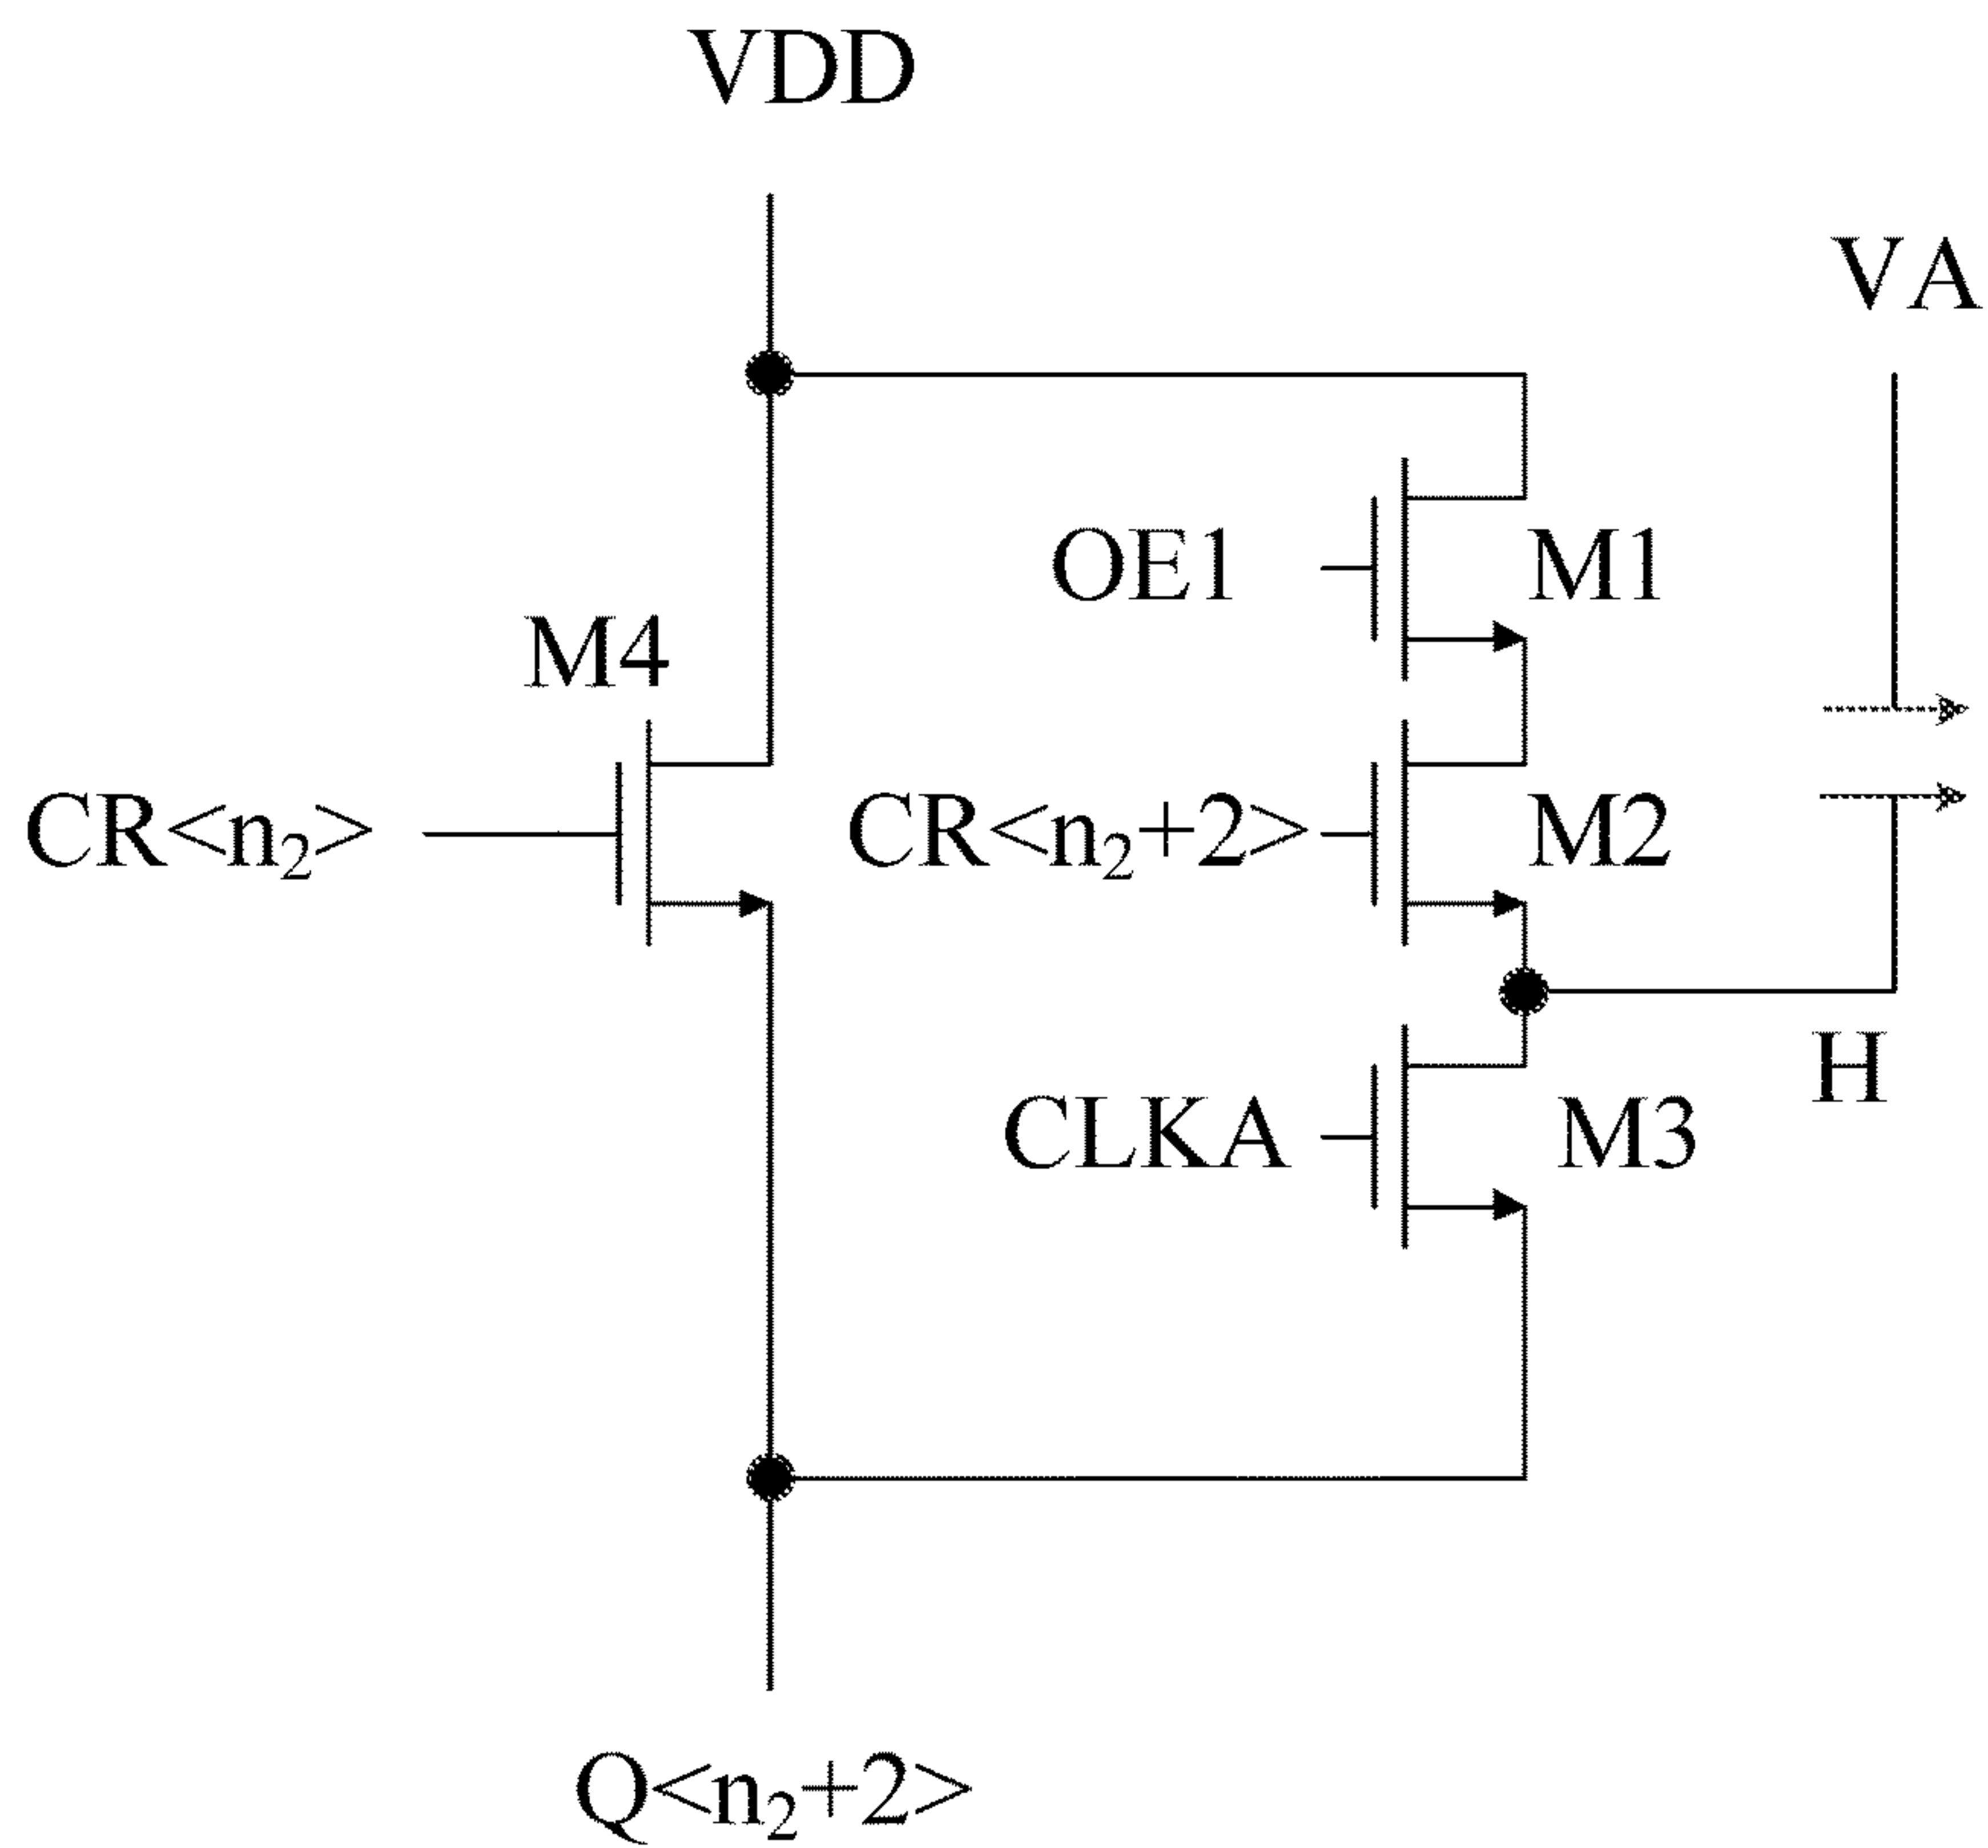 VDD
VA
OE1
M1
M4
CR<n₂>
CR<n₂+2>
M2
H
CLKA
M3
Q<n₂+2>